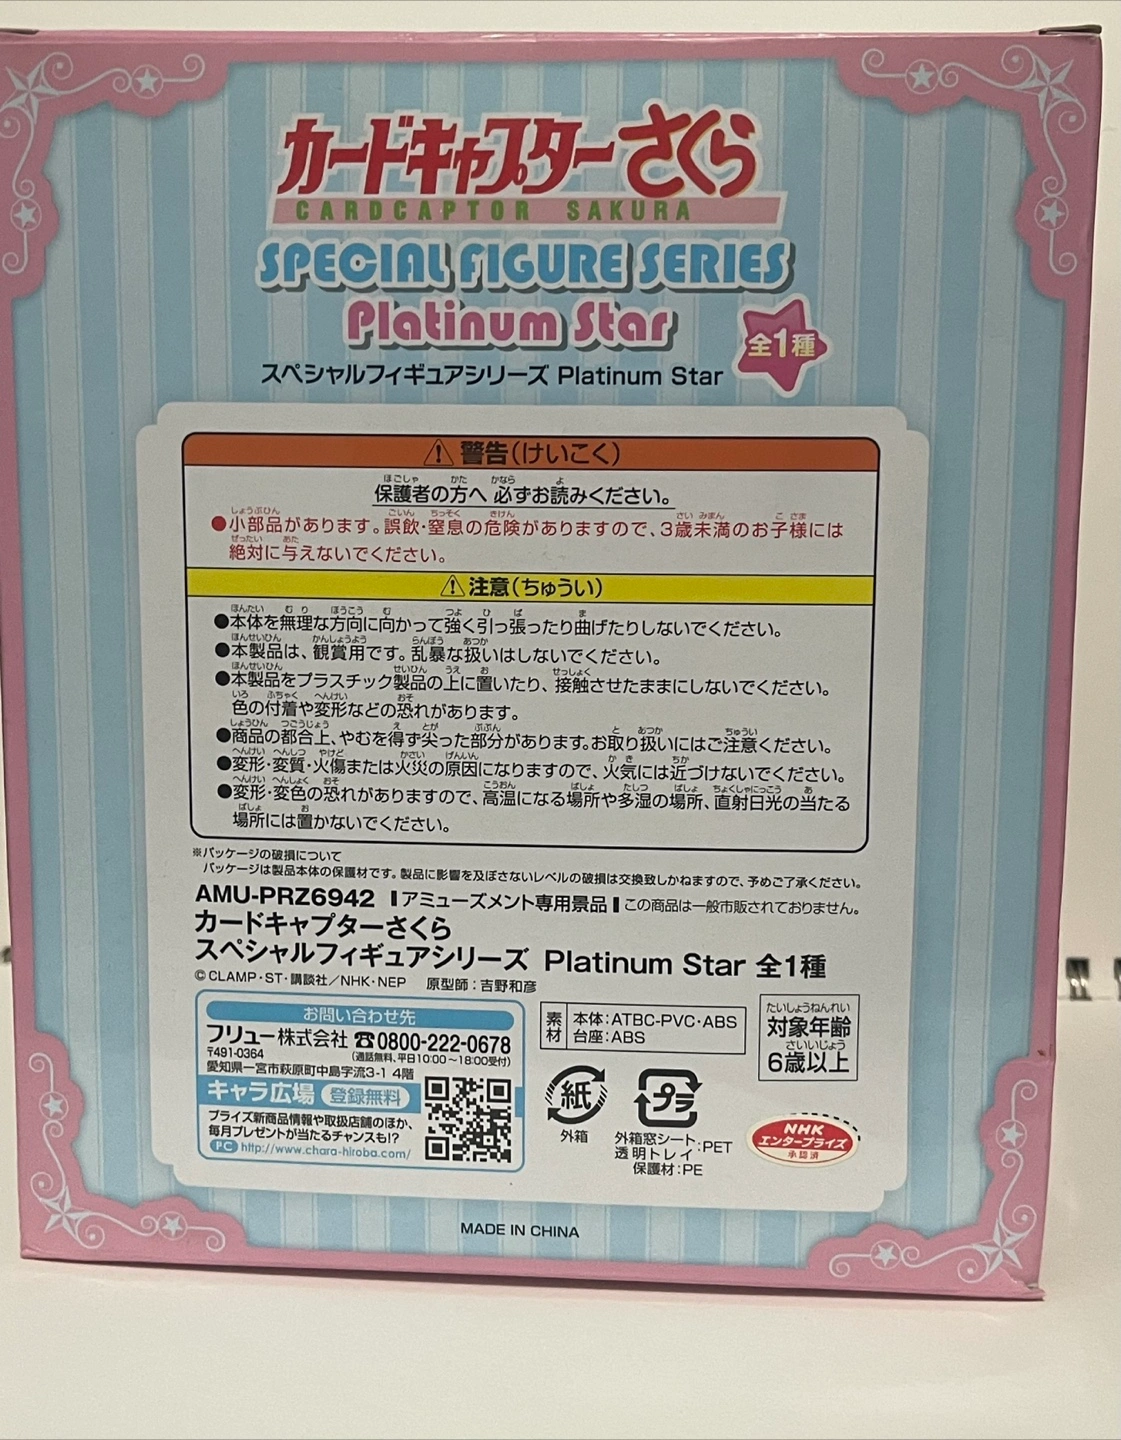 カードキャプターさくら
CARDCAPTOR SAKURA
SPECIAL FIGURE SERIES
Platinum Star
全1種
スペシャルフィギュアシリーズ Platinum Star
⚠警告(けいこく)
保護者の方へ 必ずお読みください。
●小部品があります。誤飲・窒息の危険がありますので、3歳未満のお子様には
絶対に与えないでください。
⚠注意(ちゅうい)
●本体を無理な方向に向かって強く引っ張ったり曲げたりしないでください。
●本製品は、観賞用です。乱暴な扱いはしないでください。
●本製品をプラスチック製品の上に置いたり、接触させたままにしないでください。
色の付着や変形などの恐れがあります。
●商品の都合上、やむを得ず尖った部分があります。お取り扱いにはご注意ください。
●変形・変質・火傷または火災の原因になりますので、火気には近づけないでください。
●変形・変色の恐れがありますので、高温になる場所や多湿の場所、直射日光の当たる
場所には置かないでください。
※パッケージの破損について
パッケージは製品本体の保護材です。製品に影響を及ぼさないレベルの破損は交換致しかねますので、予めご了承ください。
AMU-PRZ6942 ┃アミューズメント専用景品┃この商品は一般市販されておりません。
カードキャプターさくら
スペシャルフィギュアシリーズ Platinum Star 全1種
©CLAMP・ST・講談社/NHK・NEP 原型師:吉野和彦
お問い合わせ先
フリュー株式会社 ☎0800-222-0678
〒491-0364 (通話無料、平日10:00~18:00受付)
愛知県一宮市萩原町中島字流3-1 4階
キャラ広場 登録無料
プライズ新商品情報や取扱店舗のほか、
毎月プレゼントが当たるチャンスも!?
PC http://www.chara-hiroba.com/
素材 本体:ATBC-PVC・ABS
台座:ABS
対象年齢
6歳以上
紙
外箱
プラ
外箱窓シート
透明トレイ:PET
保護材:PE
NHK
エンタープライズ
承認済
MADE IN CHINA